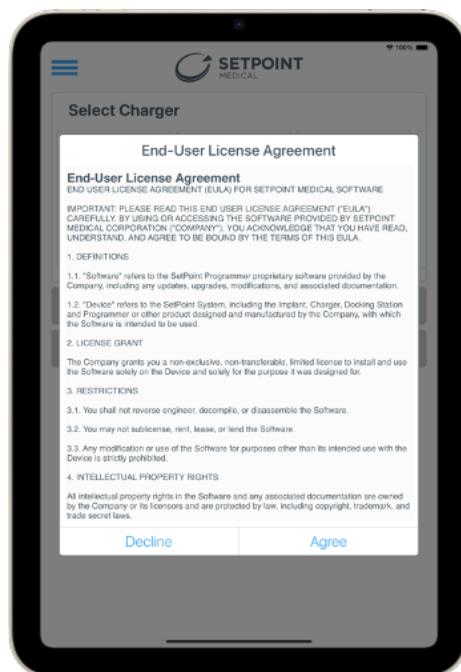 100%
SETPOINT
MEDICAL
Select Charger
End-User License Agreement
End-User License Agreement
END USER LICENSE AGREEMENT (EULA) FOR SETPOINT MEDICAL SOFTWARE
IMPORTANT: PLEASE READ THIS END USER LICENSE AGREEMENT ("EULA")
CAREFULLY. BY USING OR ACCESSING THE SOFTWARE PROVIDED BY SETPOINT
MEDICAL CORPORATION ("COMPANY"), YOU ACKNOWLEDGE THAT YOU HAVE READ,
UNDERSTAND, AND AGREE TO BE BOUND BY THE TERMS OF THIS EULA.
1. DEFINITIONS
1.1. "Software" refers to the SetPoint Programmer proprietary software provided by the
Company, including any updates, upgrades, modifications, and associated documentation.
1.2. "Device" refers to the SetPoint System, including the Implant, Charger, Docking Station
and Programmer or other product designed and manufactured by the Company, with which
the Software is intended to be used.
2. LICENSE GRANT
The Company grants you a non-exclusive, non-transferable, limited license to install and use
the Software solely on the Device and solely for the purpose it was designed for.
3. RESTRICTIONS
3.1. You shall not reverse engineer, decompile, or disassemble the Software.
3.2. You may not sublicense, rent, lease, or lend the Software.
3.3. Any modification or use of the Software for purposes other than its intended use with the
Device is strictly prohibited.
4. INTELLECTUAL PROPERTY RIGHTS
All intellectual property rights in the Software and any associated documentation are owned
by the Company or its licensors and are protected by law, including copyright, trademark, and
trade secret laws.
Decline
Agree